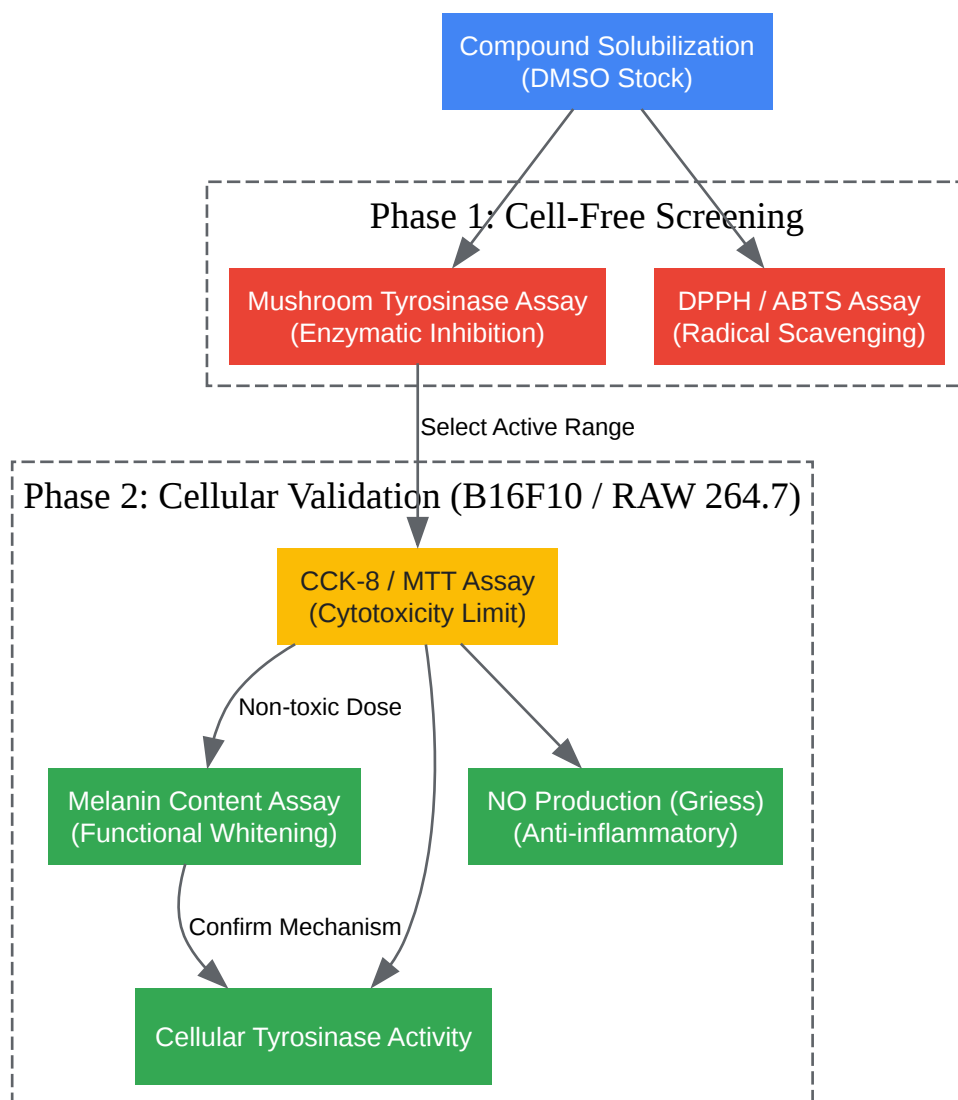 Compound Solubilization
(DMSO Stock)
Phase 1: Cell-Free Screening
Mushroom Tyrosinase Assay
(Enzymatic Inhibition)
DPPH / ABTS Assay
(Radical Scavenging)
Select Active Range
Phase 2: Cellular Validation (B16F10 / RAW 264.7)
CCK-8 / MTT Assay
(Cytotoxicity Limit)
Non-toxic Dose
Melanin Content Assay
(Functional Whitening)
NO Production (Griess)
(Anti-inflammatory)
Confirm Mechanism
Cellular Tyrosinase Activity